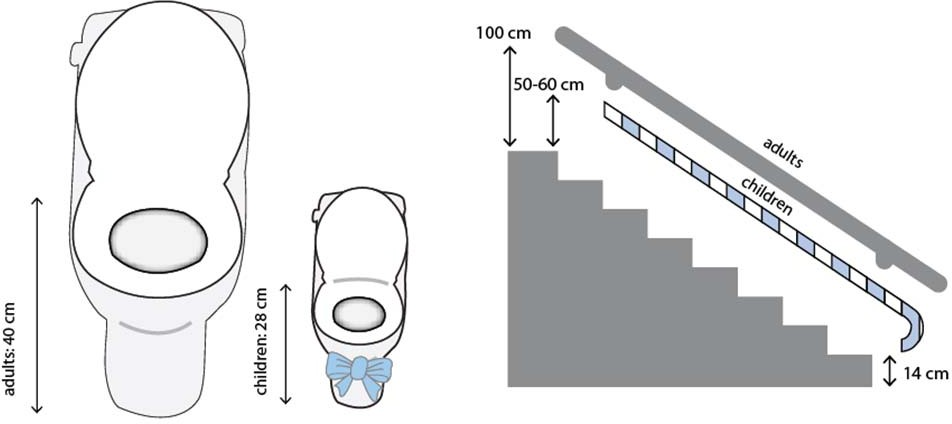 adults: 40 cm
children: 28 cm
100 cm
50-60 cm
adults
children
14 cm